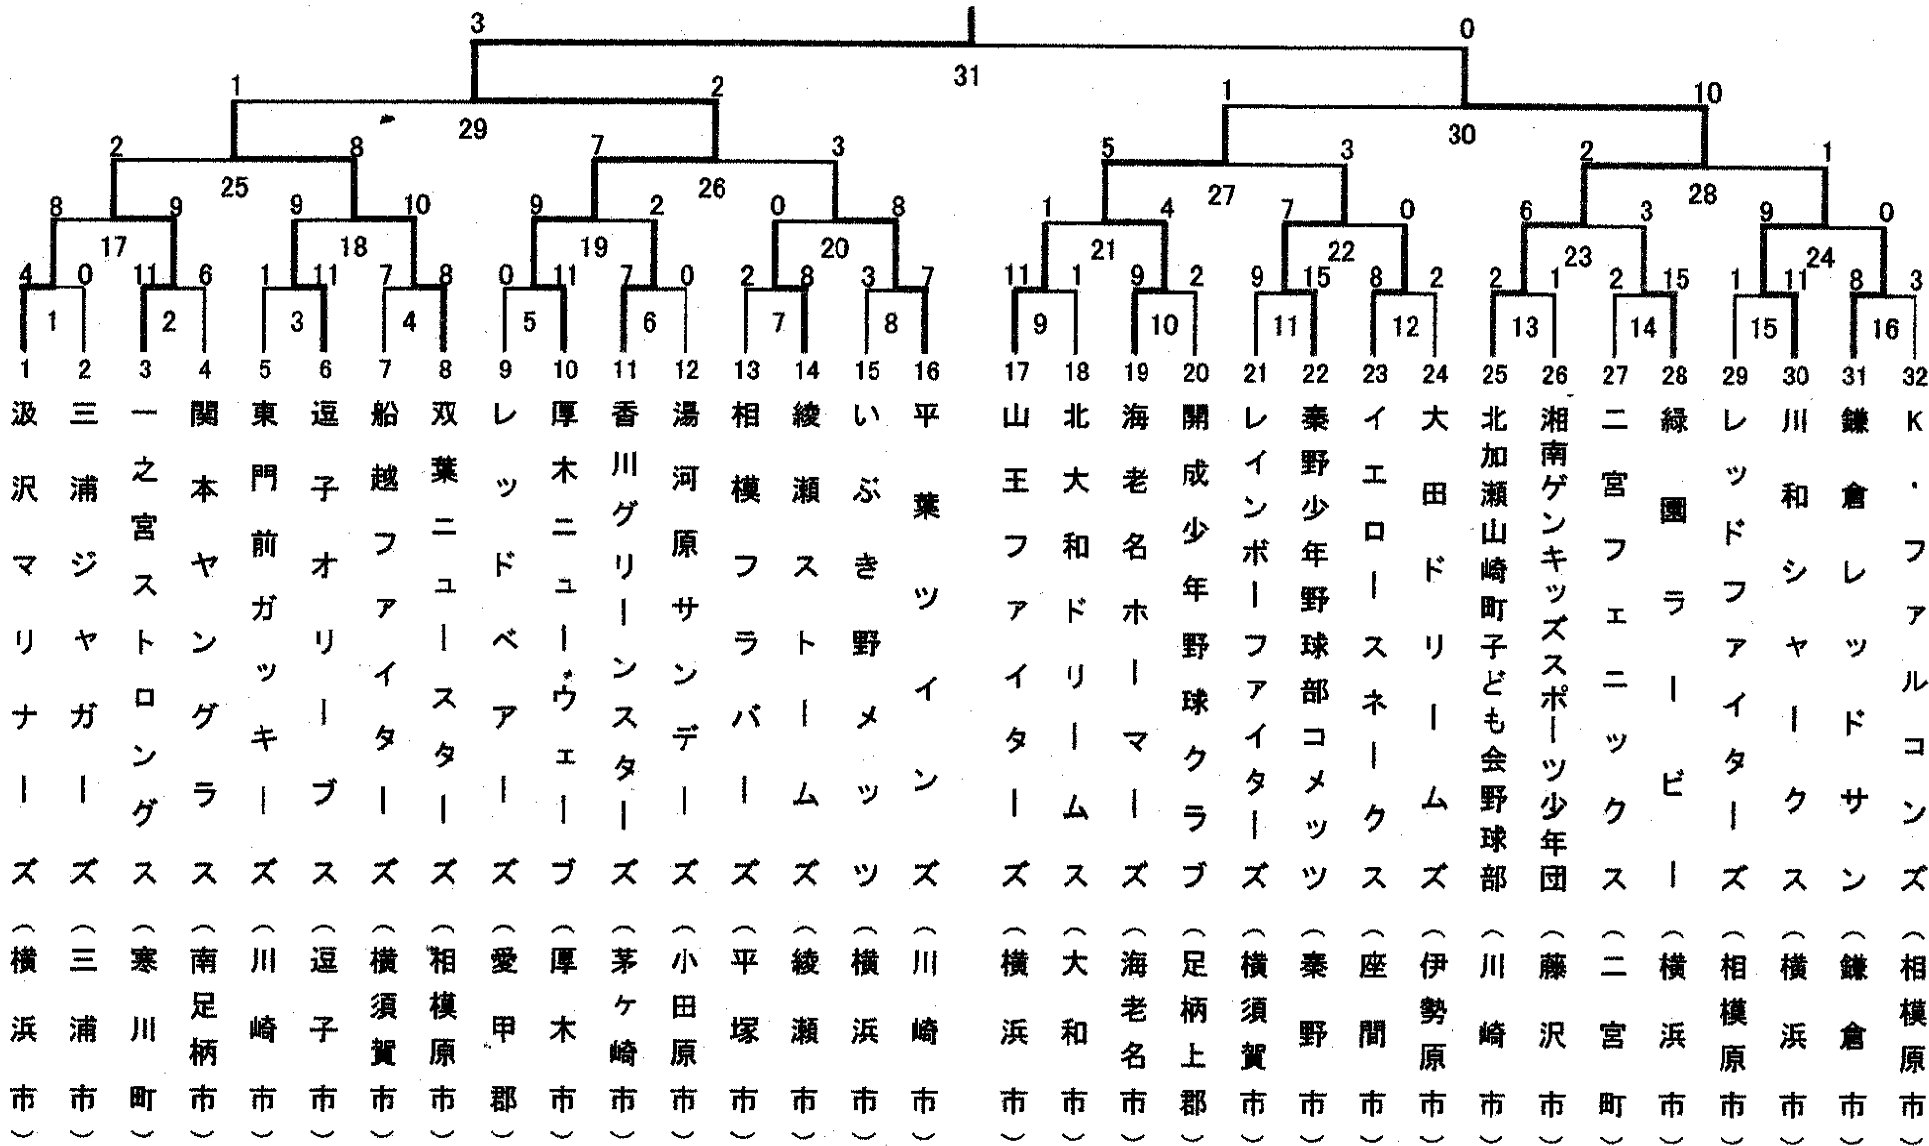 3 0
31
1 2 1 10
29 30
2 8 7 3 5 3 2 1
25 26 27 28
8 9 9 10 9 2 0 8 1 4 7 0 6 3 9 0
17 18 19 20 21 22 23 24
4 0 11 6 1 11 7 8 0 11 7 0 2 8 3 7 11 1 9 2 9 15 8 2 2 1 2 15 1 11 8 3
1 2 3 4 5 6 7 8 9 10 11 12 13 14 15 16
1 2 3 4 5 6 7 8 9 10 11 12 13 14 15 16 17 18 19 20 21 22 23 24 25 26 27 28 29 30 31 32
汲沢マリナーズ(横浜市)
三浦ジャガーズ(三浦市)
一之宮ストロングス(寒川町)
関本ヤングラス(南足柄市)
東門前ガッキーズ(川崎市)
逗子オリーブス(逗子市)
船越ファイターズ(横須賀市)
双葉ニュースターズ(相模原市)
レッドベアーズ(愛甲郡)
厚木ニューウェーブ(厚木市)
香川グリーンスターズ(茅ケ崎市)
湯河原サンデーズ(小田原市)
相模フラバーズ(平塚市)
綾瀬ストームズ(綾瀬市)
いぶき野メッツ(横浜市)
平葉ツインズ(川崎市)
山王ファイターズ(横浜市)
北大和ドリームス(大和市)
海老名ホーマーズ(海老名市)
開成少年野球クラブ(足柄上郡)
レインボーファイターズ(横須賀市)
秦野少年野球部コメッツ(秦野市)
イエロースネークス(座間市)
大田ドリームズ(伊勢原市)
北加瀬山崎町子ども会野球部(川崎市)
湘南ゲンキッズスポーツ少年団(藤沢市)
二宮フェニックス(二宮町)
緑園ラービー(横浜市)
レッドファイターズ(相模原市)
川和シャークス(横浜市)
鎌倉レッドサン(鎌倉市)
K・ファルコンズ(相模原市)